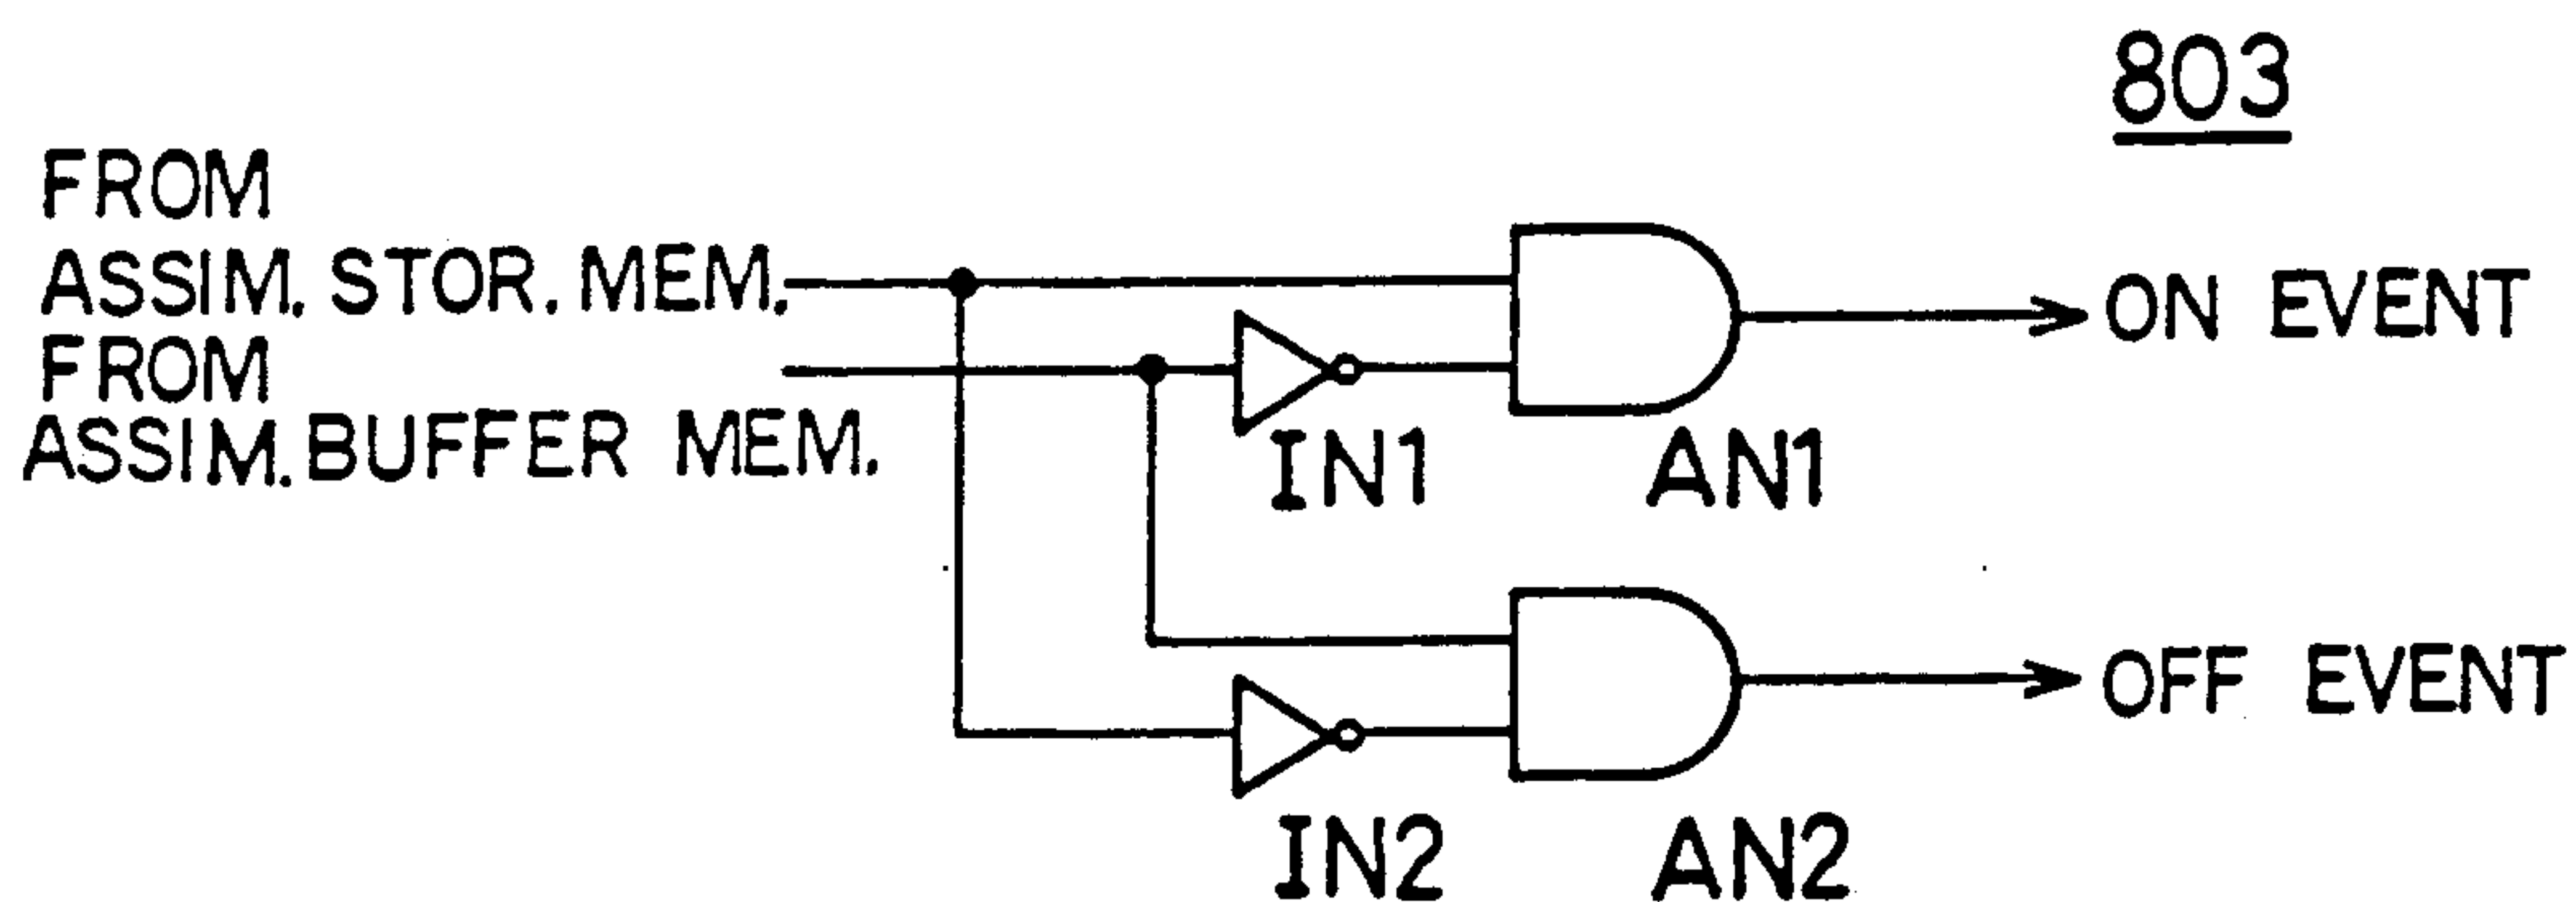 803
FROM
ASSIM. STOR. MEM.
FROM
ASSIM. BUFFER MEM.
ON EVENT
IN1
AN1
OFF EVENT
IN2
AN2